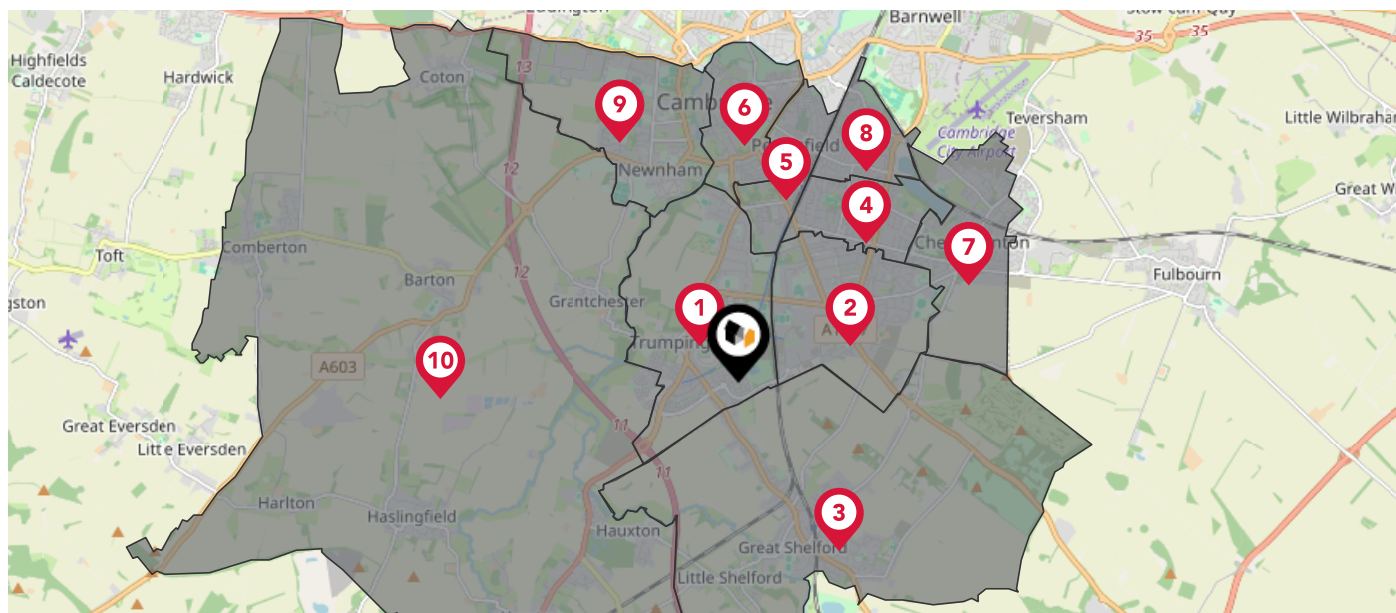 Barnwell
35
35
Highfields
Caldecote
Hardwick
Coton
13
9
6
8
Teversham
Cambridge
City Airport
Little Wilbraha
5
12
Newnham
4
Great W
7
Comberton
Toft
12
Fulbourn
Barton
Grantchester
gston
1
2
Trumping
A603
10
11
Great Eversden
Little Eversden
11
Harlton
Haslingfield
3
Hauxton
Great Shelford
Little Shelford